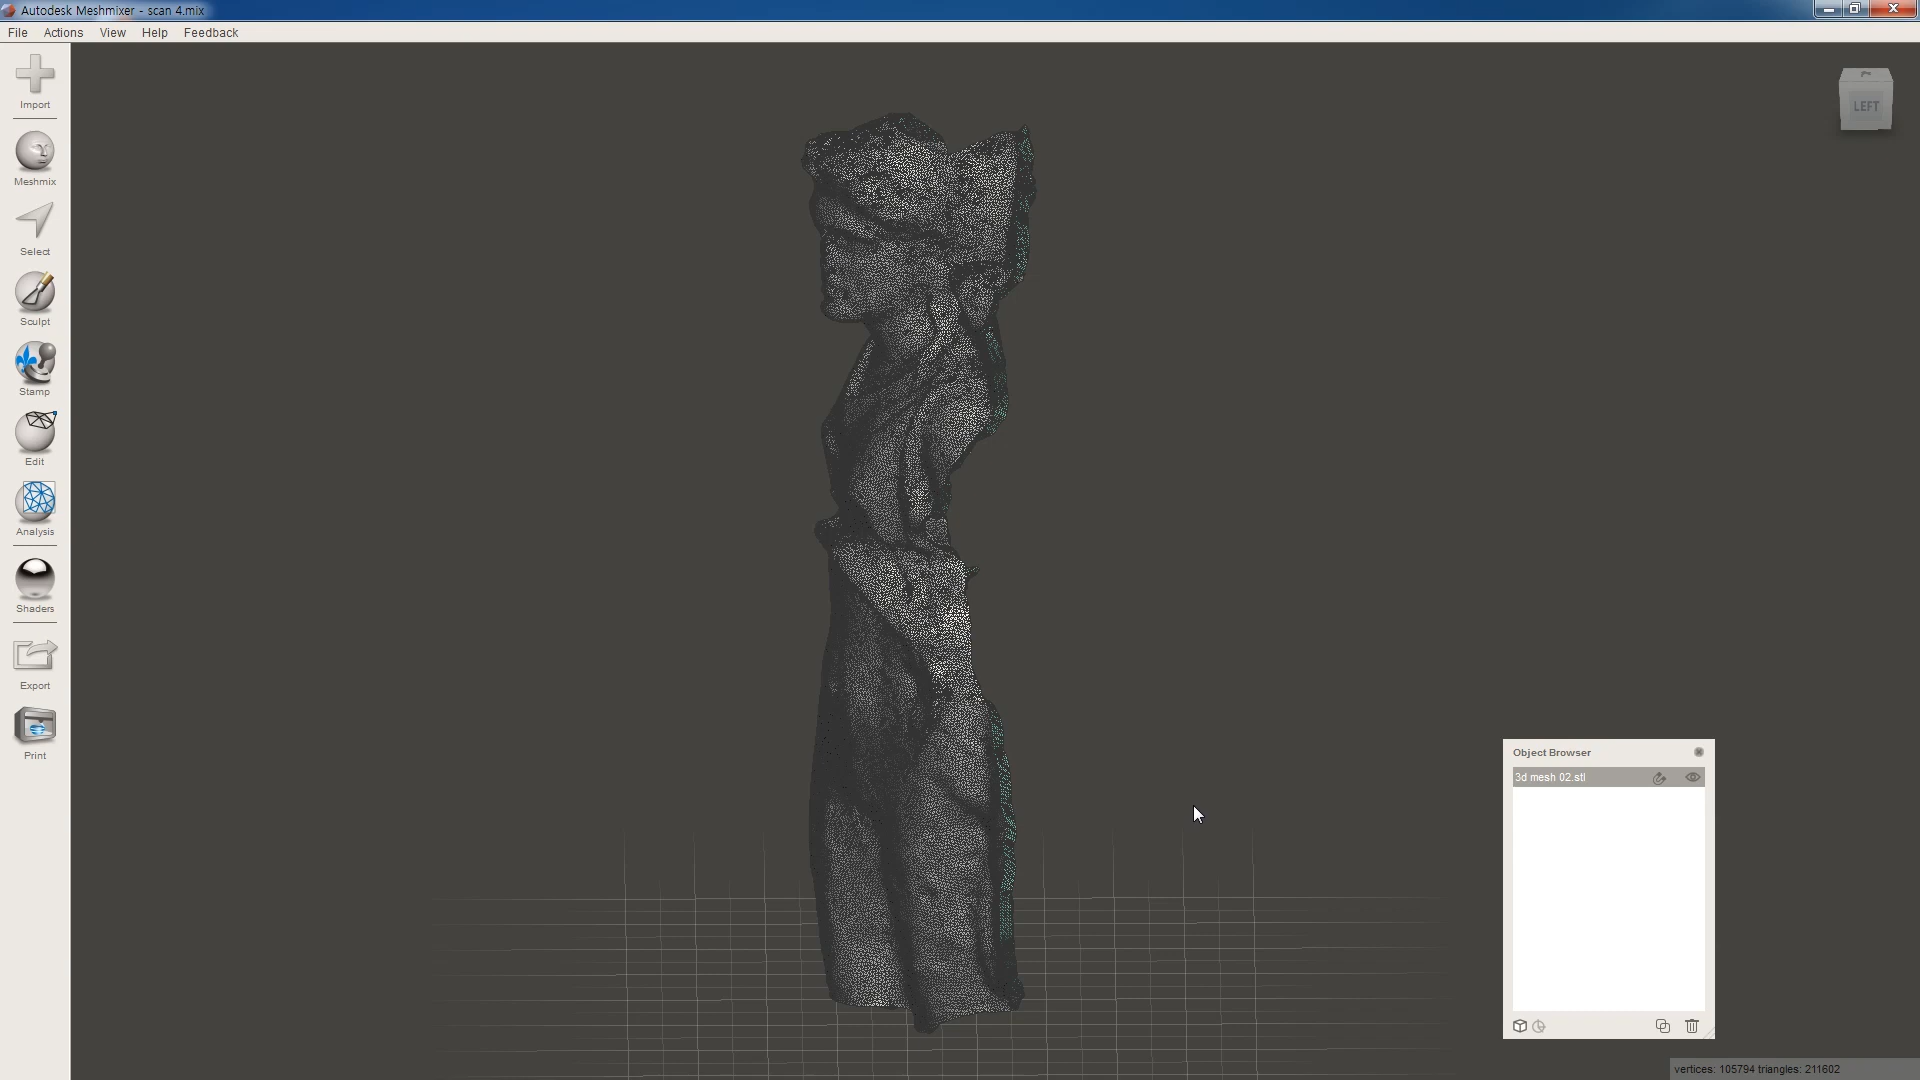 Autodesk Meshmixer - scan 4.mix
File Actions View Help Feedback
Import
Meshmix
Select
Sculpt
Stamp
Edit
Analysis
Shaders
Export
Print
LEFT
Object Browser
3d mesh 02.stl
vertices: 105794 triangles: 211602